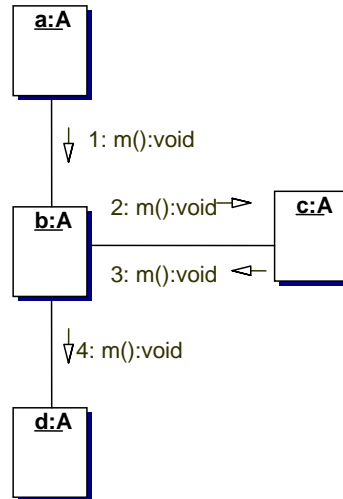 a:A
1: m():void
2: m():void
b:A
c:A
3: m():void
4: m():void
d:A